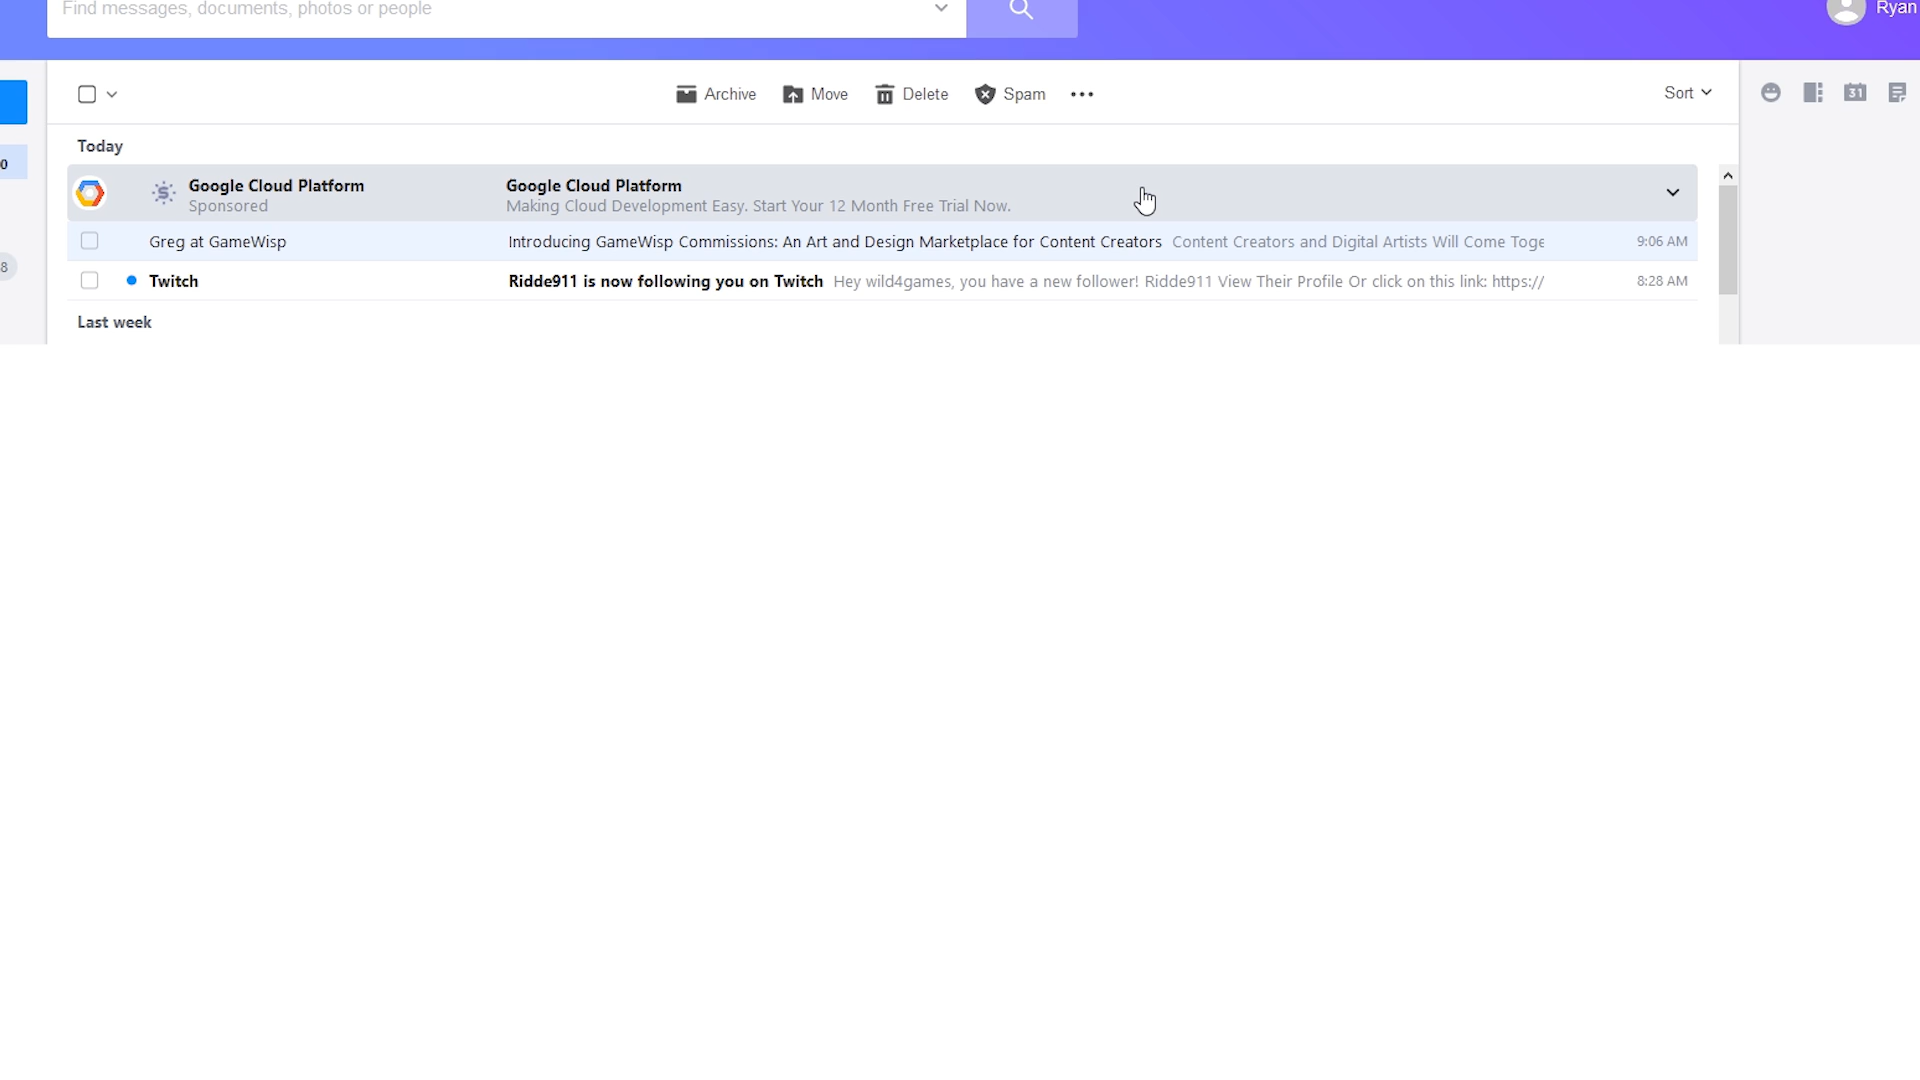 Find messages, documents, photos or people
Ryan
Archive Move Delete Spam Sort 31
Today
0
Google Cloud Platform Google Cloud Platform
Sponsored Making Cloud Development Easy. Start Your 12 Month Free Trial Now.
Greg at GameWisp Introducing GameWisp Commissions: An Art and Design Marketplace for Content Creators Content Creators and Digital Artists Will Come Toge 9:06 AM
8
Twitch Ridde911 is now following you on Twitch Hey wild4games, you have a new follower! Ridde911 View Their Profile Or click on this link: https:// 8:28 AM
Last week